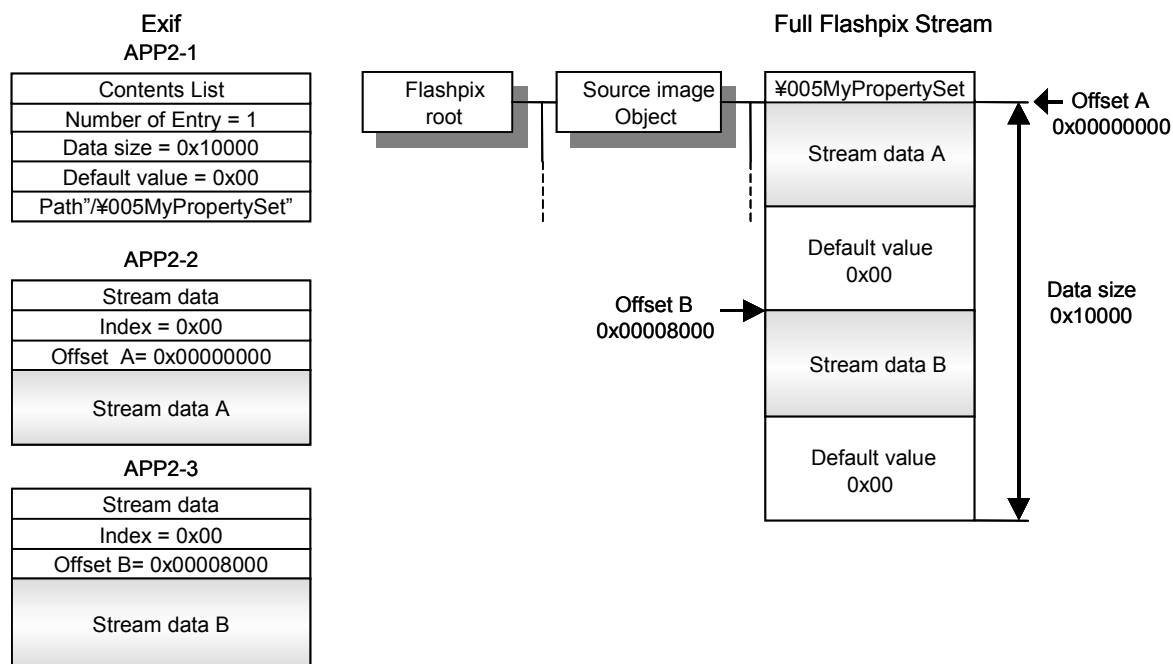 Exif
APP2-1
Contents List
Number of Entry = 1
Data size = 0x10000
Default value = 0x00
Path"/¥005MyPropertySet"
APP2-2
Stream data
Index = 0x00
Offset  A= 0x00000000
Stream data A
APP2-3
Stream data
Index = 0x00
Offset B= 0x00008000
Stream data B
Full Flashpix Stream
Flashpix
root
Source image
Object
¥005MyPropertySet
Offset A
0x00000000
Stream data A
Default value
0x00
Offset B
0x00008000
Data size
0x10000
Stream data B
Default value
0x00